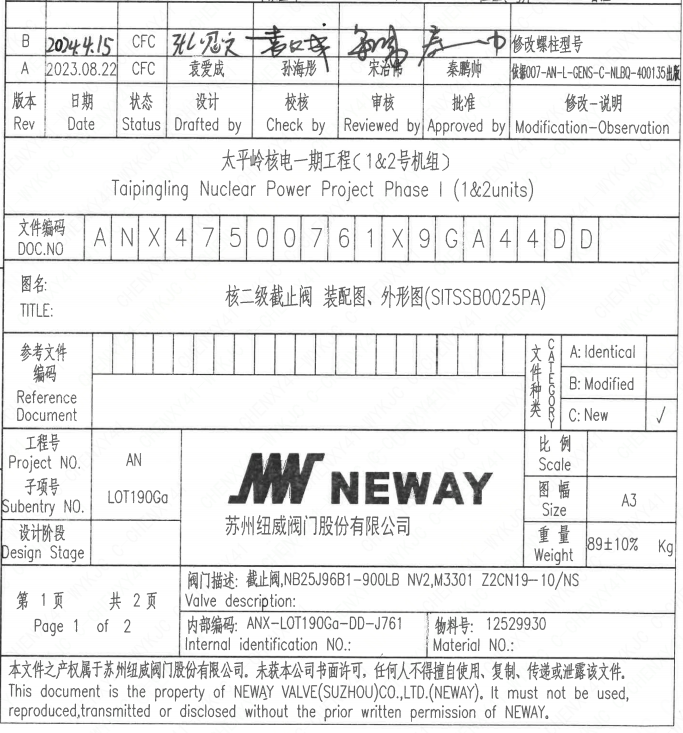 B 2024.4.15 CFC 修改螺柱型号
A 2023.08.22 CFC 袁爱成 孙海彤 宋治伟 秦鹏帅 依据007-AN-L-GENS-C-NLBQ-400135出版
版本 日期 状态 设计 校核 审核 批准 修改-说明
Rev Date Status Drafted by Check by Reviewed by Approved by Modification-Observation
太平岭核电一期工程(1&2号机组)
Taipingling Nuclear Power Project Phase I (1&2units)
文件编码
DOC.NO
ANX47500761X9GA44DD
图名:
TITLE:
核二级截止阀 装配图、外形图(SITSSB0025PA)
参考文件
编码
Reference
Document
文件种类
CATEGORY
A: Identical
B: Modified
C: New √
工程号
Project NO.
AN
子项号
Subentry NO.
LOT190Ga
设计阶段
Design Stage
NEWAY
苏州纽威阀门股份有限公司
比 例
Scale
图 幅
Size
A3
重 量
Weight
89±10% Kg
第 1 页 共 2 页
Page 1 of 2
阀门描述: 截止阀,NB25J96B1-900LB NV2,M3301 Z2CN19-10/NS
Valve description:
内部编码: ANX-LOT190Ga-DD-J761
Internal identification NO.:
物料号: 12529930
Material NO.:
本文件之产权属于苏州纽威阀门股份有限公司. 未获本公司书面许可, 任何人不得擅自使用、复制、传递或泄露该文件.
This document is the property of NEWAY VALVE(SUZHOU)CO.,LTD.(NEWAY). It must not be used,
reproduced,transmitted or disclosed without the prior written permission of NEWAY.